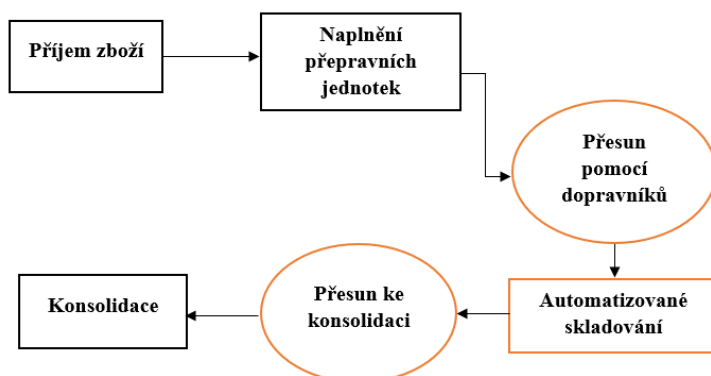 Příjem zboží
Naplnění
přepravních
jednotek
Přesun
pomocí
dopravníků
Automatizované
skladování
Přesun ke
konsolidaci
Konsolidace